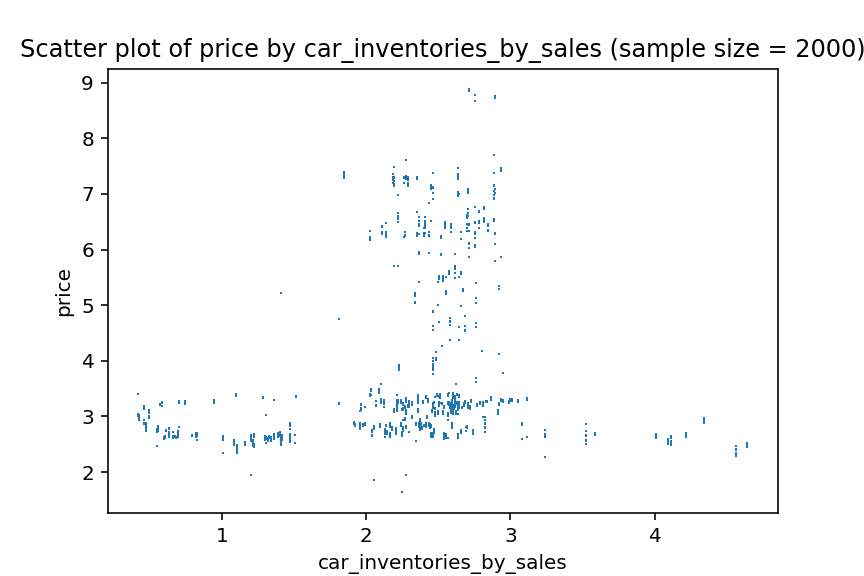 Scatter plot of price by car_inventories_by_sales (sample size = 2000)
9
8
7
6
5
4
3
2
price
1 2 3 4
car_inventories_by_sales